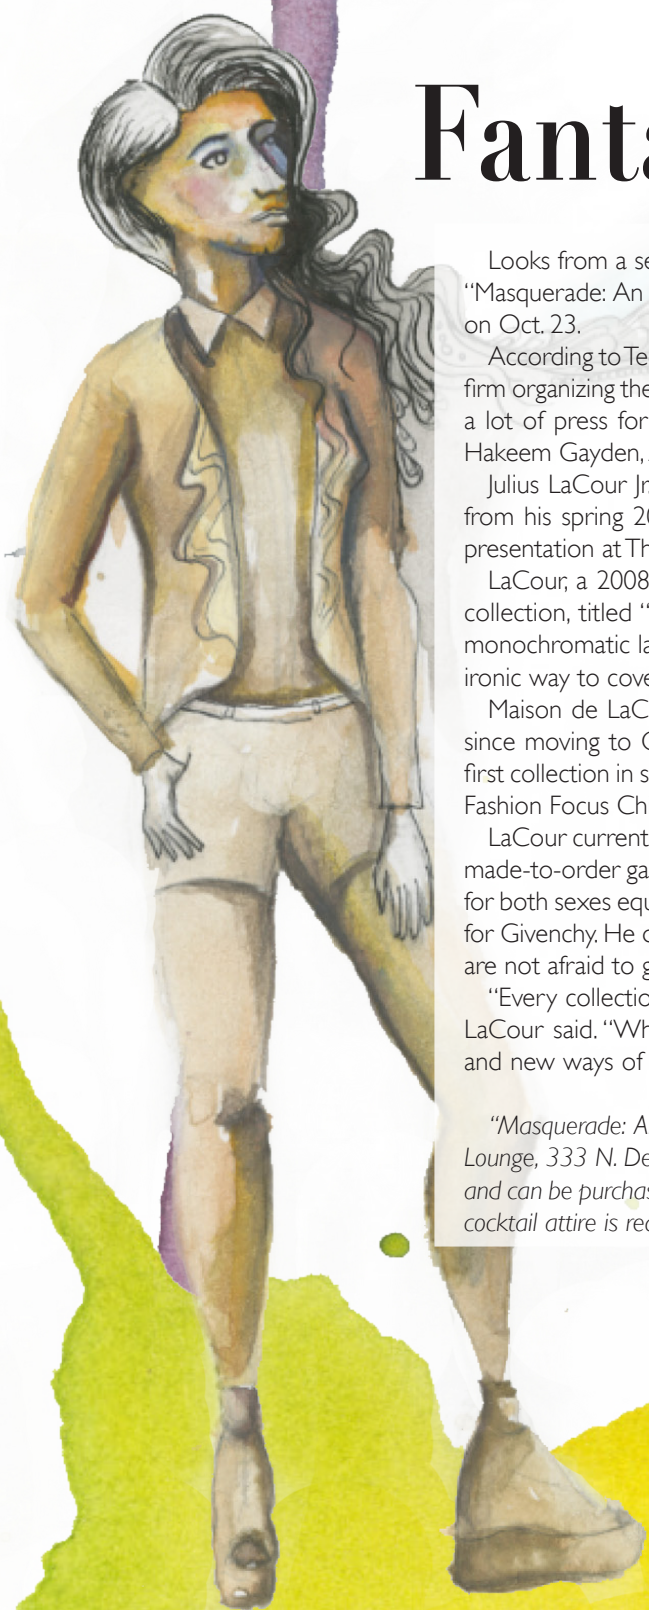 Fanta
Looks from a se
“Masquerade: An
on Oct. 23.
According to Te
firm organizing the
a lot of press for
Hakeem Gayden,
Julius LaCour Jr.
from his spring 20
presentation at Th
LaCour, a 2008
collection, titled “
monochromatic la
ironic way to cove
Maison de LaC
since moving to C
first collection in s
Fashion Focus Ch
LaCour current
made-to-order ga
for both sexes equ
for Givenchy. He c
are not afraid to g
“Every collectio
LaCour said. “Wh
and new ways of
“Masquerade: A
Lounge, 333 N. De
and can be purchas
cocktail attire is rec